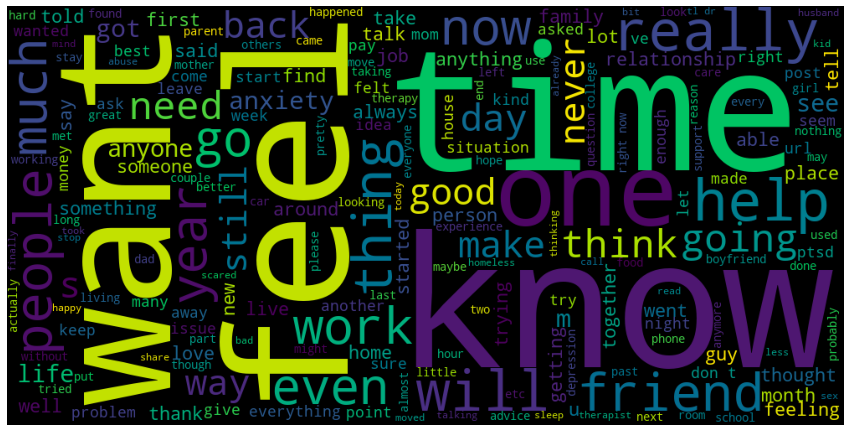 want
feel
time
know
one
really
now
much
people
year
thing
day
help
go
need
still
even
work
way
life
will
friend
think
going
good
make
never
s
m
u
hard
told
wanted
got
back
first
said
best
come
leave
say
ask
met
great
money
working
anxiety
week
anyone
someone
something
couple
better
long
took
stop
finally
actually
dad
living
many
happy
share
keep
without
put
tried
well
problem
found
stay
abuse
mind
mother
parent
happened
came
others
start
find
talk
take
family
mom
pay
job
felt
move
taking
therapy
always
idea
pretty
everyone
house
kind
end
left
use
anything
lot
asked
ve
look
tl dr
bit
husband
kid
relationship
right
post
tell
girl
already
care
every
reason
see
seem
nothing
able
url
may
place
enough
support
right now
college
question
hope
situation
around
car
please
looking
today
started
person
experience
let
made
thinking
used
ptsd
boyfriend
done
maybe
homeless
call
food
trying
two
try
together
went
night
read
phone
anymore
less
probably
guy
don t
thought
month
feeling
getting
depression
hour
little
etc
talking
sleep
advice
therapist
next
room
school
past
sex
new
scared
live
another
last
away
issue
part
might
love
though
bad
home
sure
almost
thank
give
everything
point
moved